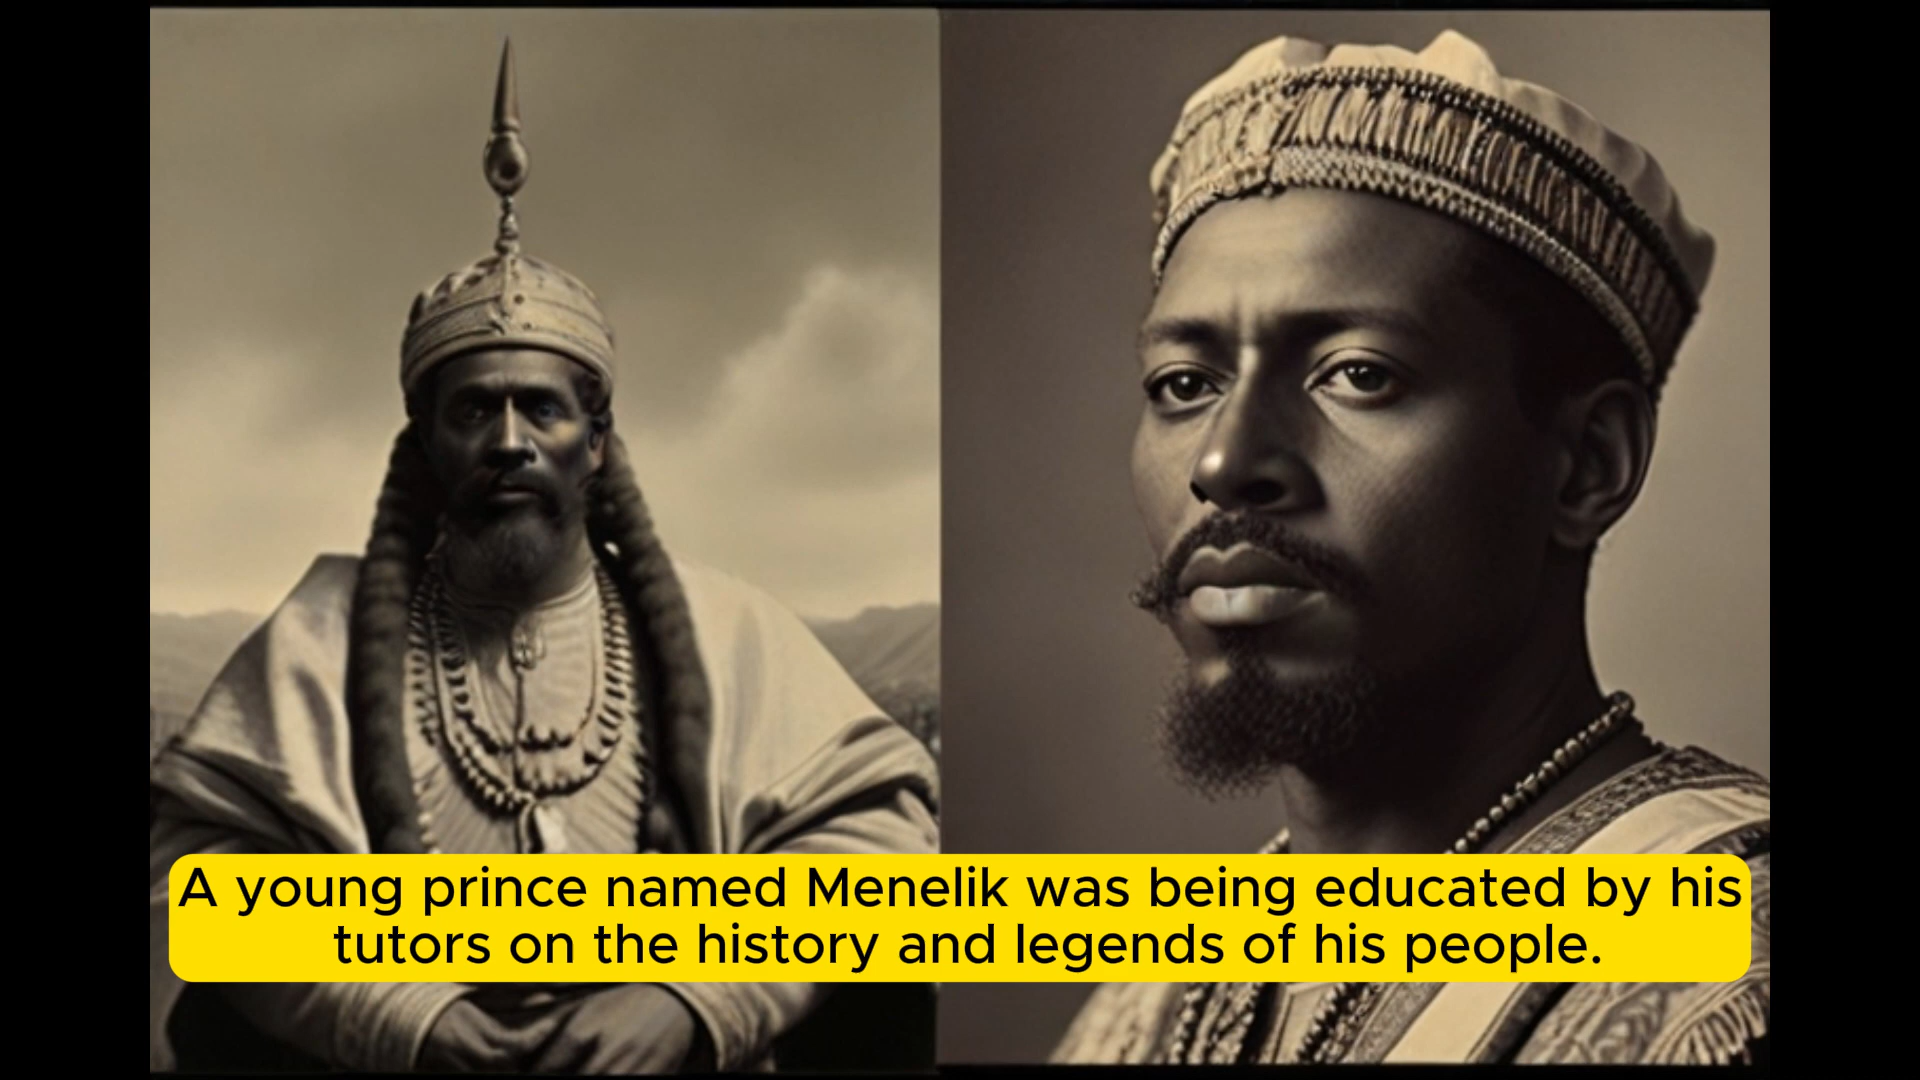 A young prince named Menelik was being educated by his
tutors on the history and legends of his people.